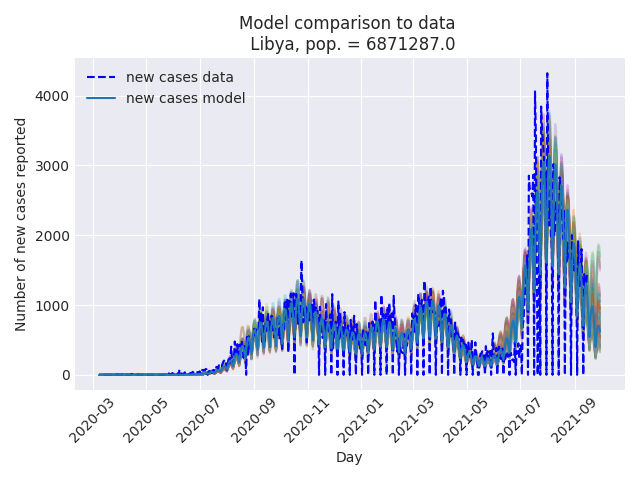 Model comparison to data
Libya, pop. = 6871287.0
new cases data
new cases model
Number of new cases reported
4000
3000
2000
1000
0
2020-03
2020-05
2020-07
2020-09
2020-11
2021-01
2021-03
2021-05
2021-07
2021-09
Day